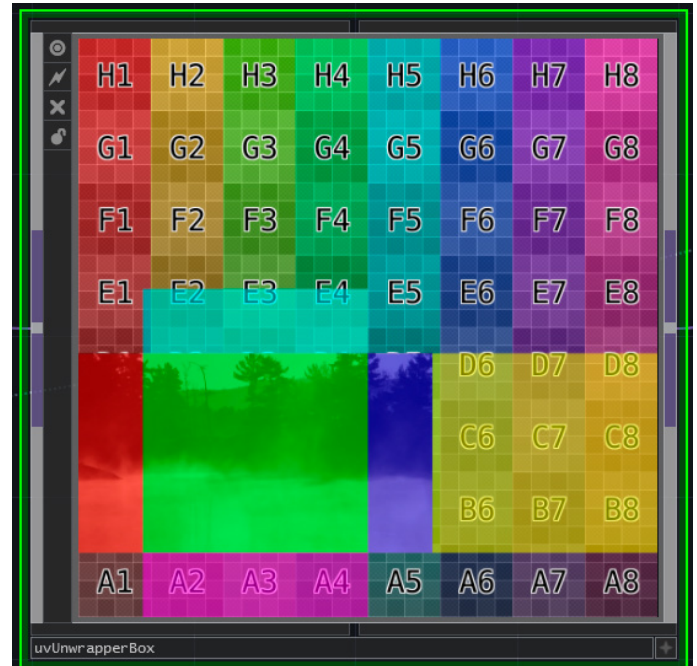 H1 H2 H3 H4 H5 H6 H7 H8
G1 G2 G3 G4 G5 G6 G7 G8
F1 F2 F3 F4 F5 F6 F7 F8
E1 E2 E3 E4 E5 E6 E7 E8
D6 D7 D8
C6 C7 C8
B6 B7 B8
A1 A2 A3 A4 A5 A6 A7 A8
uvUnwrapperBox